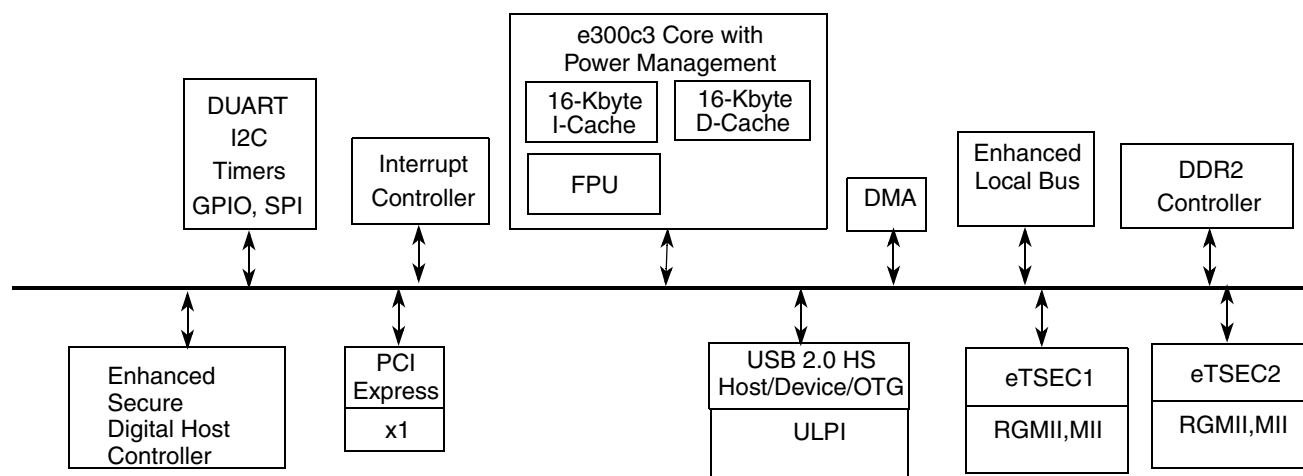 e300c3 Core with
Power Management
16-Kbyte
I-Cache
16-Kbyte
D-Cache
FPU
DUART
I2C
Timers
GPIO, SPI
Interrupt
Controller
DMA
Enhanced
Local Bus
DDR2
Controller
Enhanced
Secure
Digital Host
Controller
PCI
Express
x1
USB 2.0 HS
Host/Device/OTG
ULPI
eTSEC1
RGMII,MII
eTSEC2
RGMII,MII